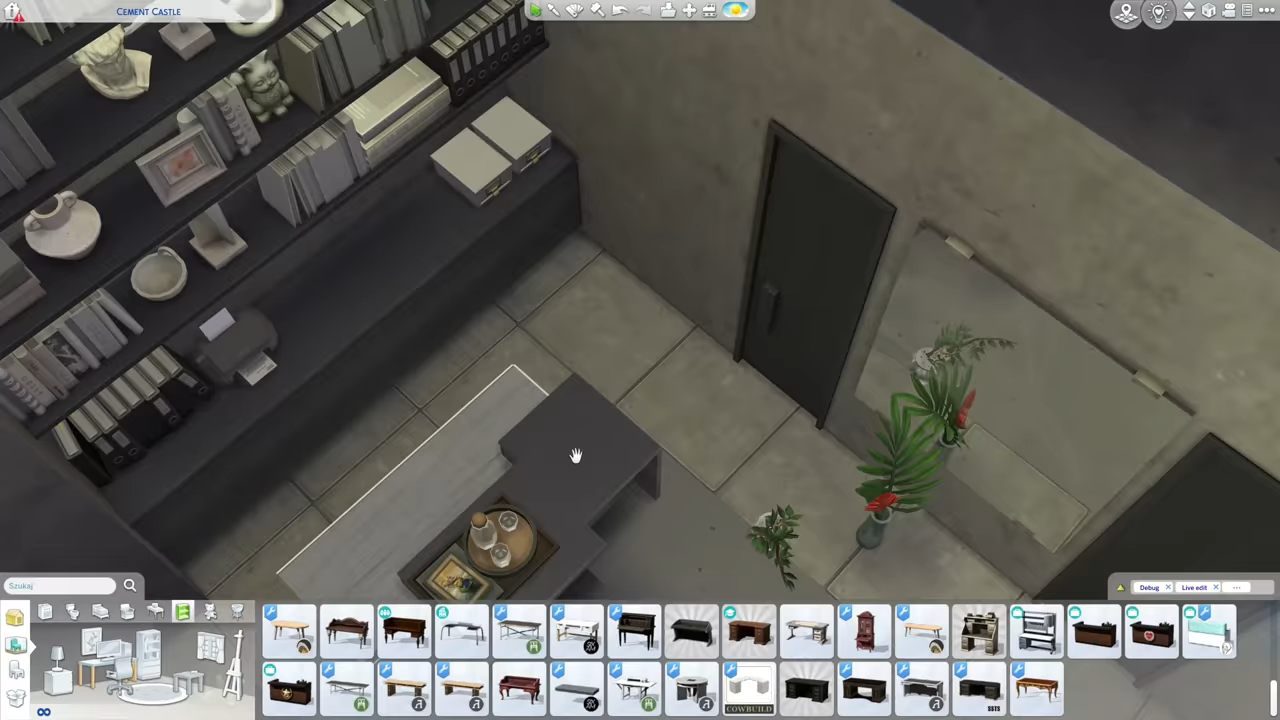 CEMENT CASTLE
Debug
Live edit
Szukaj
COWBUILD
SSTS